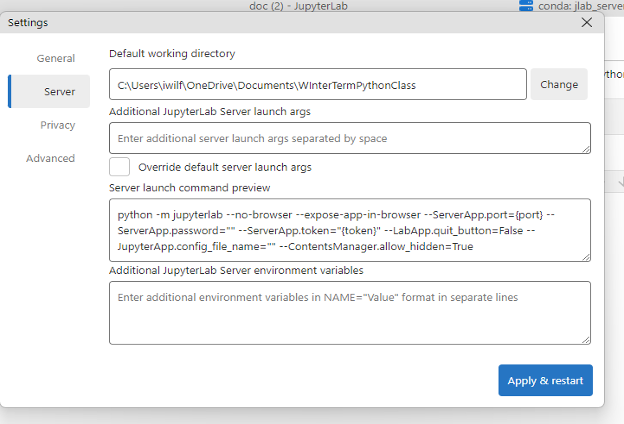 doc (2) - JupyterLab
conda: jlab_server
Settings
General
Server
Privacy
Advanced
Default working directory
C:\Users\iwilf\OneDrive\Documents\WInterTermPythonClass
Change
Additional JupyterLab Server launch args
Enter additional server launch args separated by space
Override default server launch args
Server launch command preview
python -m jupyterlab --no-browser --expose-app-in-browser --ServerApp.port={port} --
ServerApp.password="" --ServerApp.token="{token}" --LabApp.quit_button=False --
JupyterApp.config_file_name="" --ContentsManager.allow_hidden=True
Additional JupyterLab Server environment variables
Enter additional environment variables in NAME="Value" format in separate lines
Apply & restart